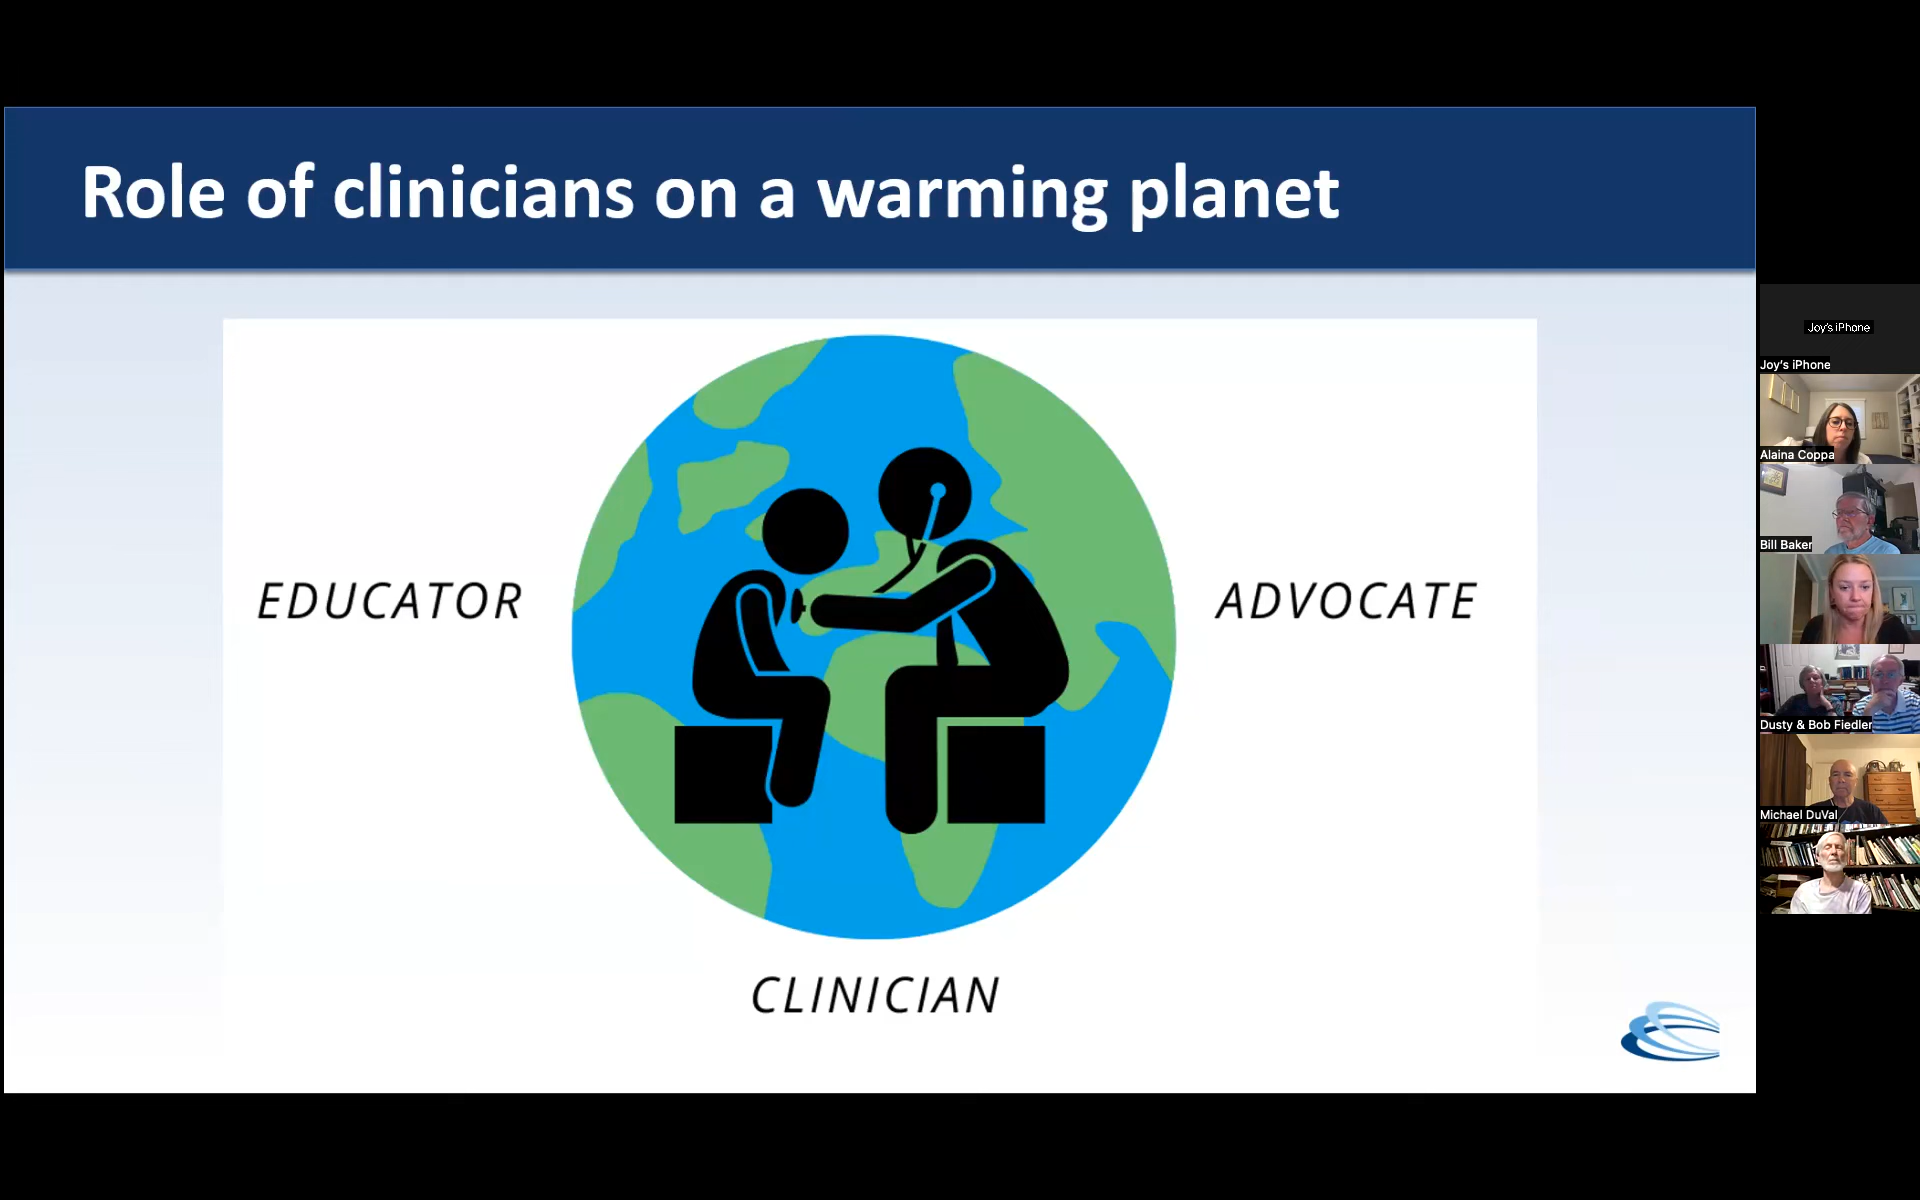 Role of clinicians on a warming planet
EDUCATOR
ADVOCATE
CLINICIAN
Joy's iPhone
Joy's iPhone
Alaina Coppa
Bill Baker
Dusty & Bob Fiedler
Michael DuVal